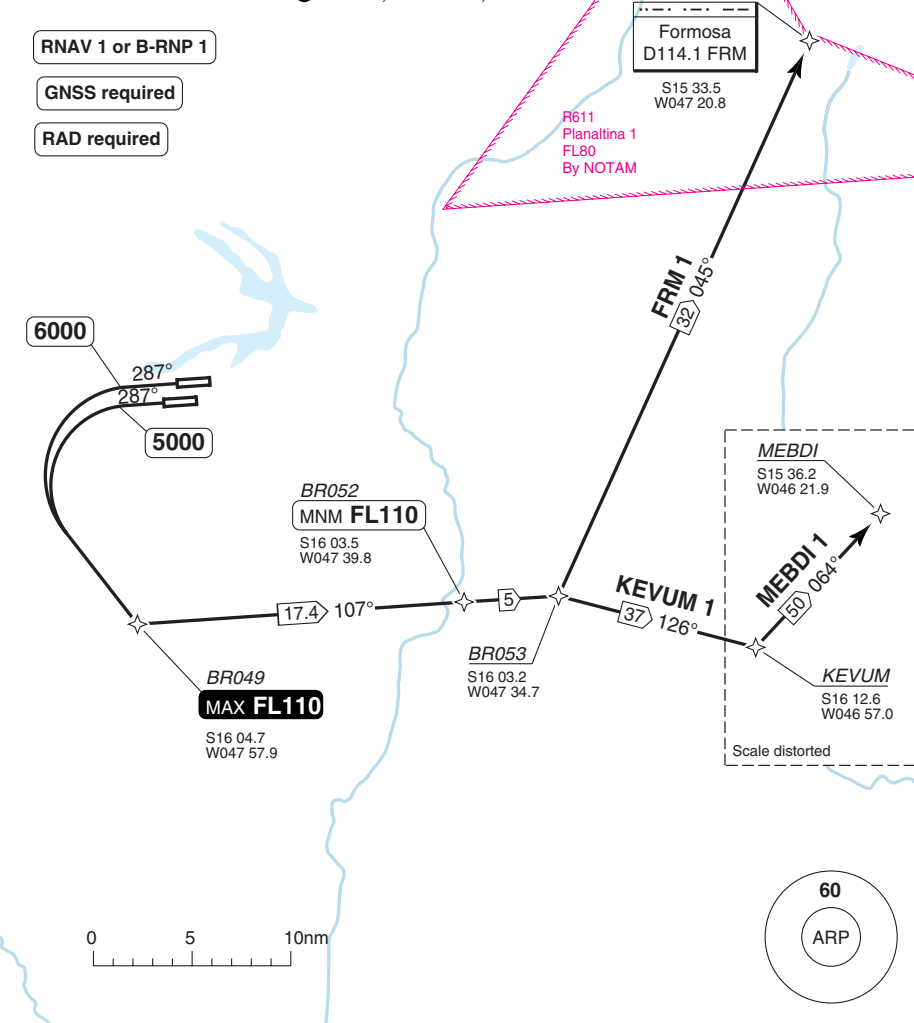 RNAV 1 or B-RNP 1
GNSS required
RAD required
Formosa
D114.1 FRM
S15 33.5
W047 20.8
R611
Planaltina 1
FL80
By NOTAM
FRM 1
32 045°
6000
287°
287°
5000
MEBDI
S15 36.2
W046 21.9
BR052
MNM FL110
S16 03.5
W047 39.8
MEBDI 1
50 064°
KEVUM 1
37 126°
17.4 107°
5
BR053
S16 03.2
W047 34.7
BR049
MAX FL110
S16 04.7
W047 57.9
KEVUM
S16 12.6
W046 57.0
Scale distorted
0 5 10nm
60
ARP